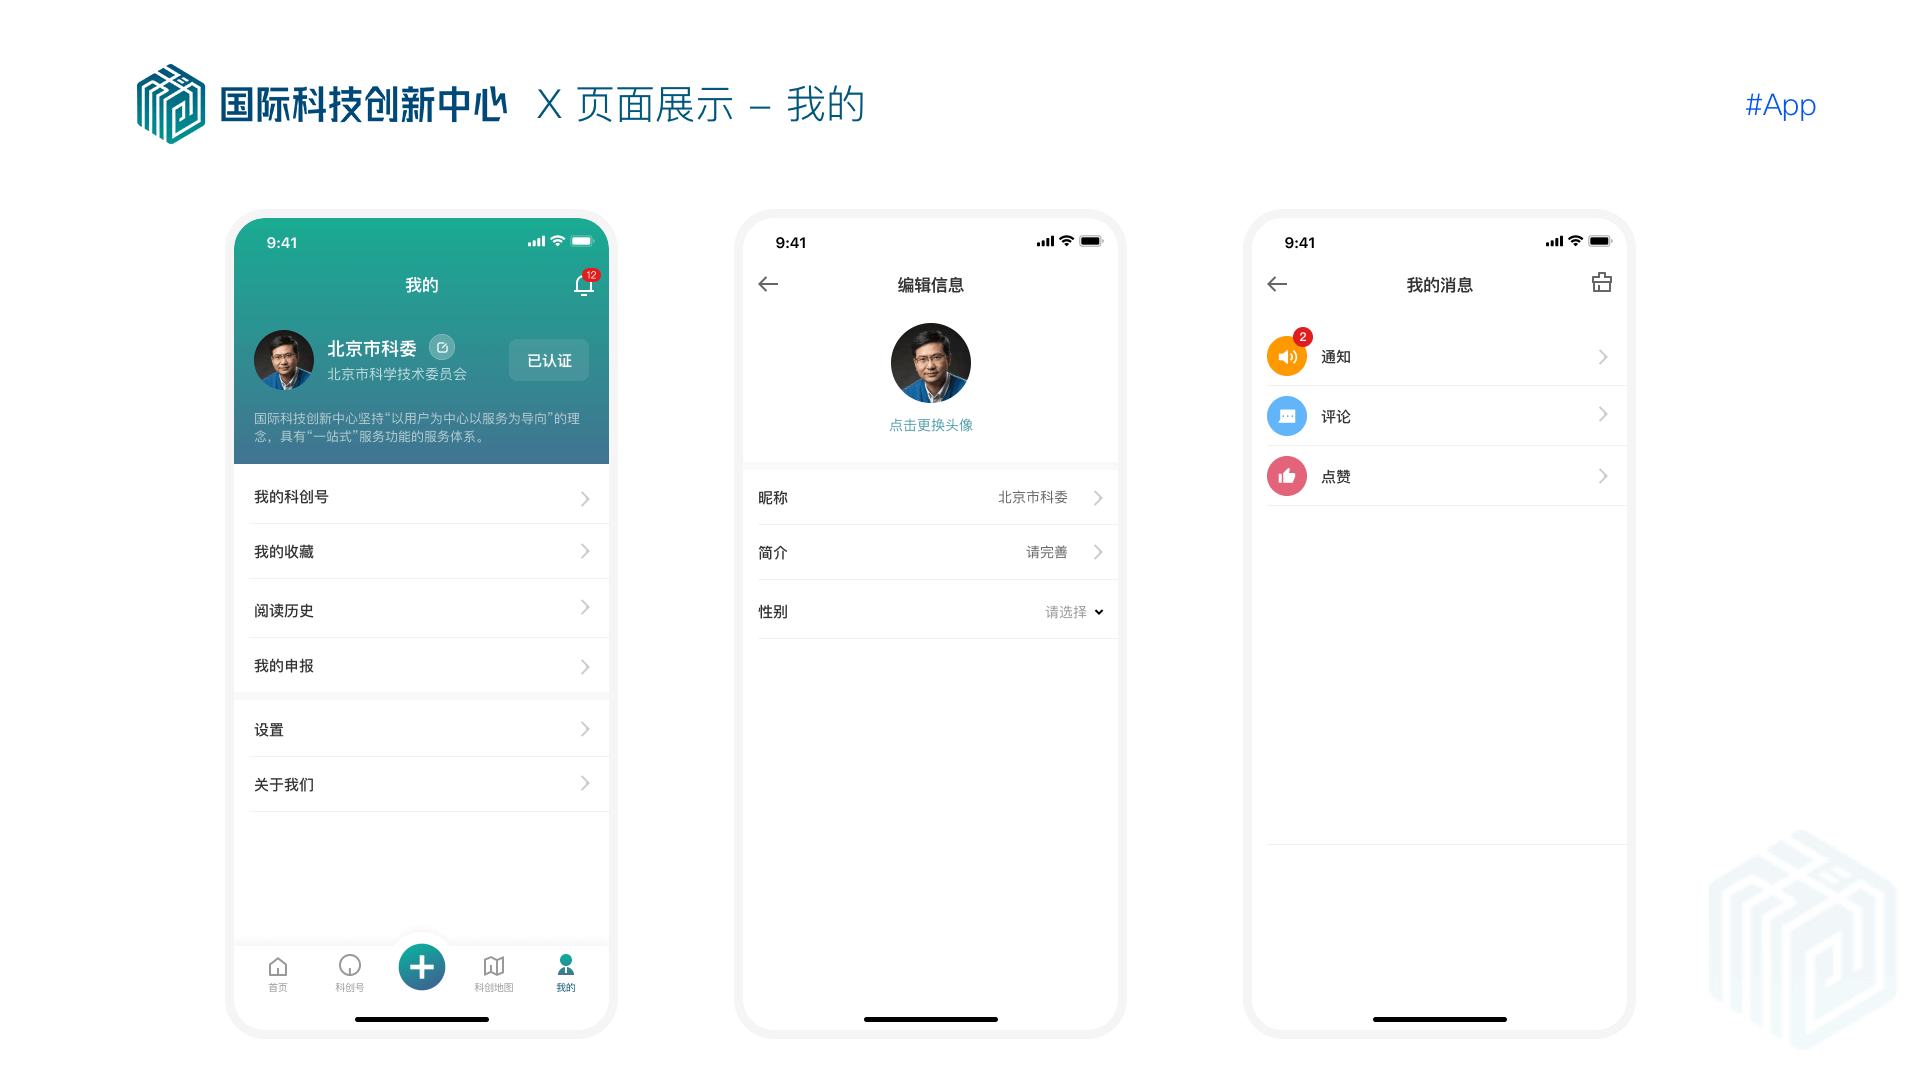 国际科技创新中心 X 页面展示 – 我的
#App
9:41
我的
12
北京市科委
北京市科学技术委员会
已认证
国际科技创新中心坚持“以用户为中心以服务为导向”的理
念，具有“一站式”服务功能的服务体系。
我的科创号
我的收藏
阅读历史
我的申报
设置
关于我们
首页
科创号
科创地图
我的
9:41
编辑信息
点击更换头像
昵称 北京市科委
简介 请完善
性别 请选择
9:41
我的消息
2
通知
评论
点赞